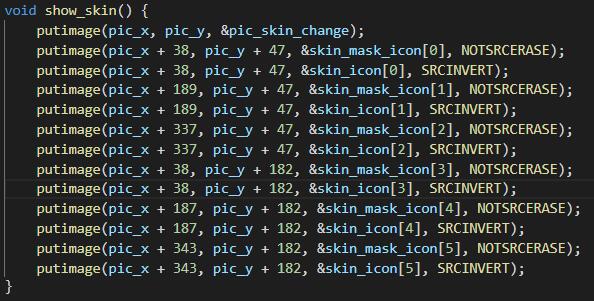 void show_skin() {
    putimage(pic_x, pic_y, &pic_skin_change);
    putimage(pic_x + 38, pic_y + 47, &skin_mask_icon[0], NOTSRCERASE);
    putimage(pic_x + 38, pic_y + 47, &skin_icon[0], SRCINVERT);
    putimage(pic_x + 189, pic_y + 47, &skin_mask_icon[1], NOTSRCERASE);
    putimage(pic_x + 189, pic_y + 47, &skin_icon[1], SRCINVERT);
    putimage(pic_x + 337, pic_y + 47, &skin_mask_icon[2], NOTSRCERASE);
    putimage(pic_x + 337, pic_y + 47, &skin_icon[2], SRCINVERT);
    putimage(pic_x + 38, pic_y + 182, &skin_mask_icon[3], NOTSRCERASE);
    putimage(pic_x + 38, pic_y + 182, &skin_icon[3], SRCINVERT);
    putimage(pic_x + 187, pic_y + 182, &skin_mask_icon[4], NOTSRCERASE);
    putimage(pic_x + 187, pic_y + 182, &skin_icon[4], SRCINVERT);
    putimage(pic_x + 343, pic_y + 182, &skin_mask_icon[5], NOTSRCERASE);
    putimage(pic_x + 343, pic_y + 182, &skin_icon[5], SRCINVERT);
}